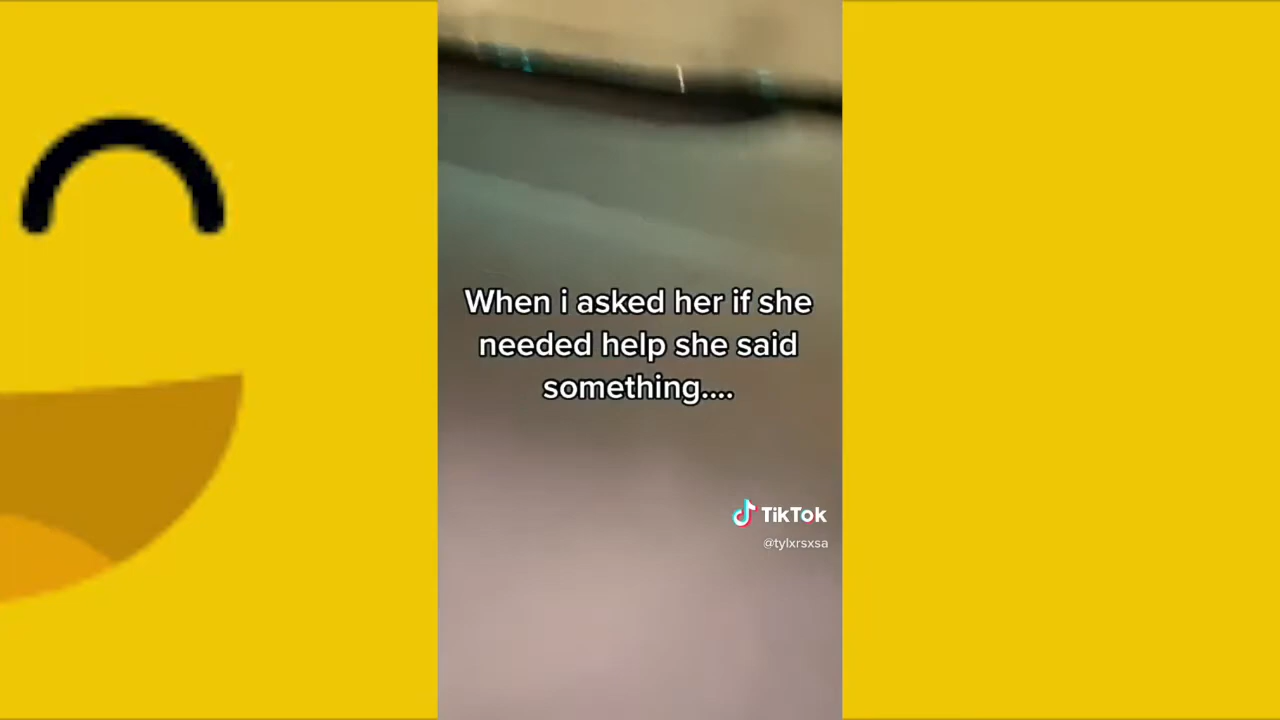 When i asked her if she
needed help she said
something....
TikTok
@tylxrsxsa